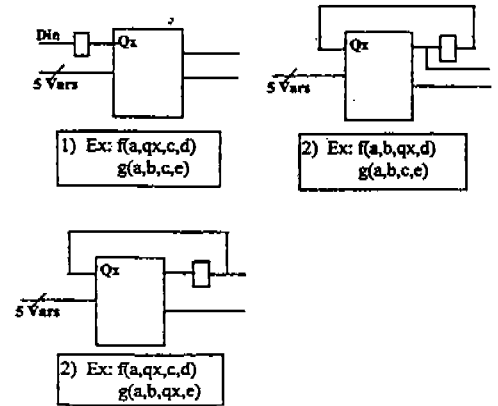 Din
Qx
5 Vars
1) Ex: f(a,qx,c,d)
g(a,b,c,e)
Qx
5 Vars
2) Ex: f(a,b,qx,d)
g(a,b,c,e)
Qx
5 Vars
2) Ex: f(a,qx,c,d)
g(a,b,qx,e)